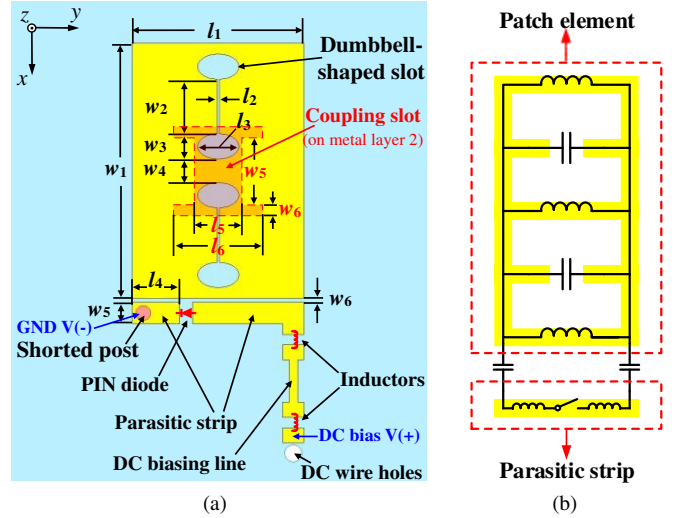 z
y
x
l1
Dumbbell-
shaped slot
w2
l2
Coupling slot
(on metal layer 2)
l3
w3
w4
w1
w5
w6
l5
l6
l4
w6
w5
GND V(-)
Shorted post
PIN diode
Inductors
Parasitic strip
DC bias V(+)
DC biasing line
DC wire holes
(a)
Patch element
Parasitic strip
(b)